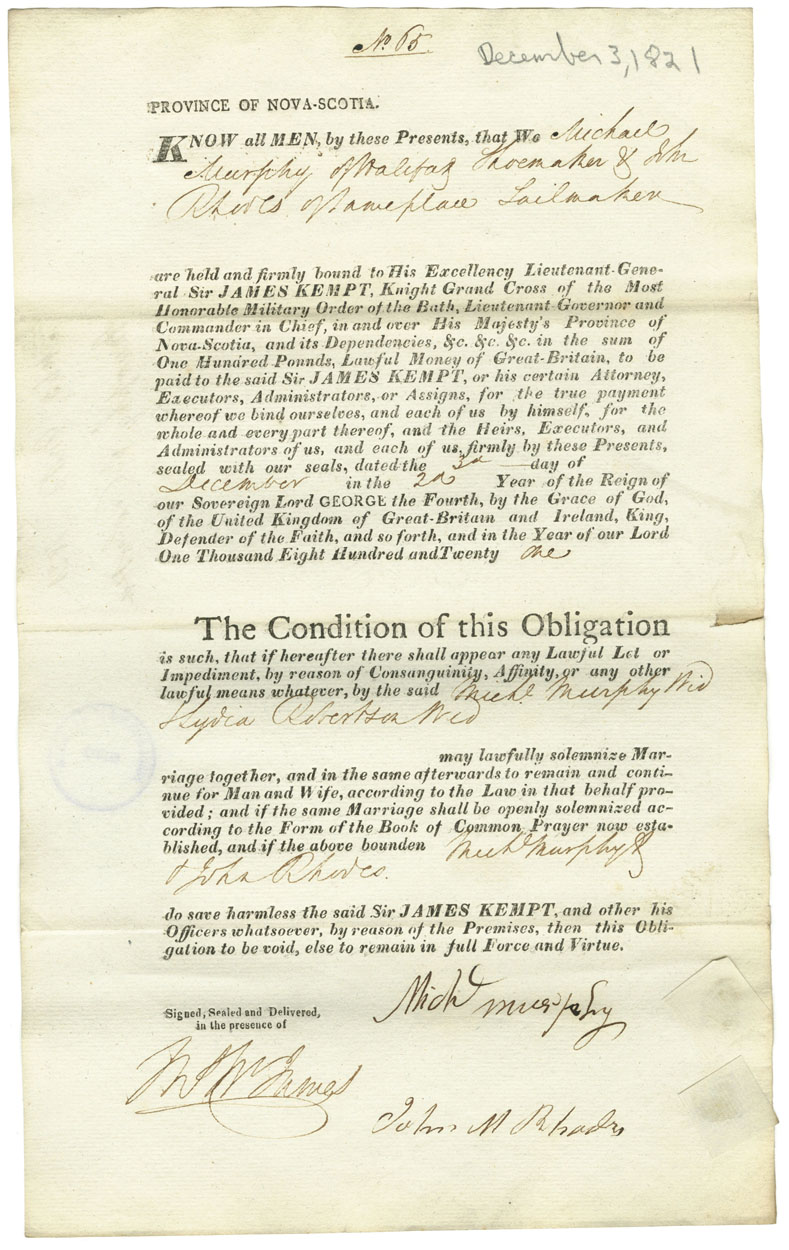 No. 65.
December 3, 1821
PROVINCE OF NOVA-SCOTIA.
KNOW all MEN, by these Presents, that We Michael
Murphy of Halifax Shoemaker & John
Rhodes of same place Sailmaker
are held and firmly bound to His Excellency Lieutenant-Gene-
ral Sir JAMES KEMPT, Knight Grand Cross of the Most
Honorable Military Order of the Bath, Lieutenant-Governor and
Commander in Chief, in and over His Majesty's Province of
Nova-Scotia, and its Dependencies, &c. &c. &c. in the sum of
One Hundred Ponnds, Lawful Money of Great-Britain, to be
paid to the said Sir JAMES KEMPT, or his certain Attorney,
Executors, Administrators, or Assigns, for the true payment
whereof we bind ourselves, and each of us by himself, for the
whole and every part thereof, and the Heirs, Executors, and
Administrators of us, and each of us, firmly by these Presents,
sealed with our seals, dated the 3d day of
December in the 2d Year of the Reign of
our Sovereign Lord GEORGE the Fourth, by the Grace of God,
of the United Kingdom of Great-Britain and Ireland, King,
Defender of the Faith, and so forth, and in the Year of our Lord
One Thousand Eight Hundred and Twenty one
The Condition of this Obligation
is such, that if hereafter there shall appear any Lawful Let or
Impediment, by reason of Consanguinity, Affinity, or any other
lawful means whatever, by the said Michl Murphy Wid
& Lydia Robertson Wid
may lawfully solemnize Mar-
riage together, and in the same afterwards to remain and conti-
nue for Man and Wife, according to the Law in that behalf pro-
vided; and if the same Marriage shall be openly solemnized ac-
cording to the Form of the Book of Common Prayer now esta-
blished, and if the above bounden Michl Murphy
& John Rhodes.
do save harmless the said Sir JAMES KEMPT, and other his
Officers whatsoever, by reason of the Premises, then this Obli-
gation to be void, else to remain in full Force and Virtue.
Signed, Sealed and Delivered,
in the presence of
Michl murphy
James
John M Rhodes